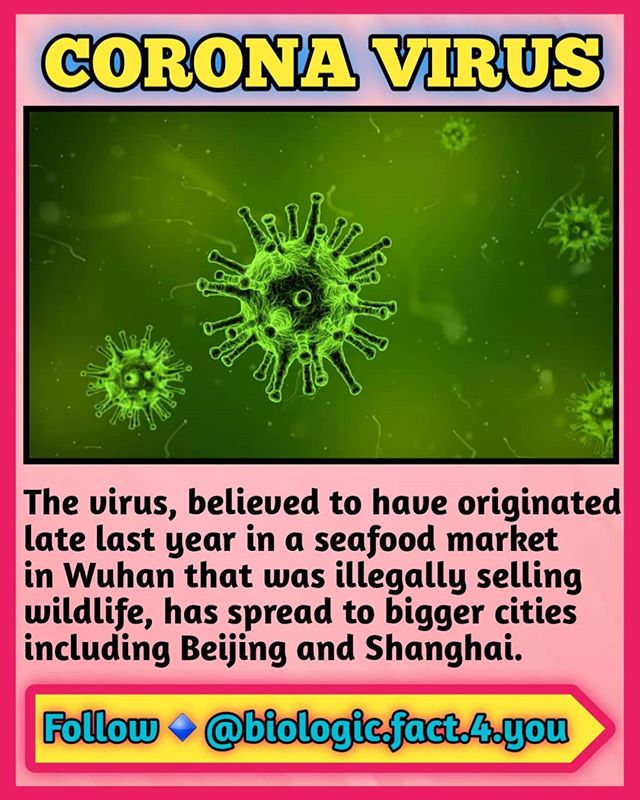 CORONA VIRUS
The virus, believed to have originated
late last year in a seafood market
in Wuhan that was illegally selling
wildlife, has spread to bigger cities
including Beijing and Shanghai.
Follow 🔹 @biologic.fact.4.you